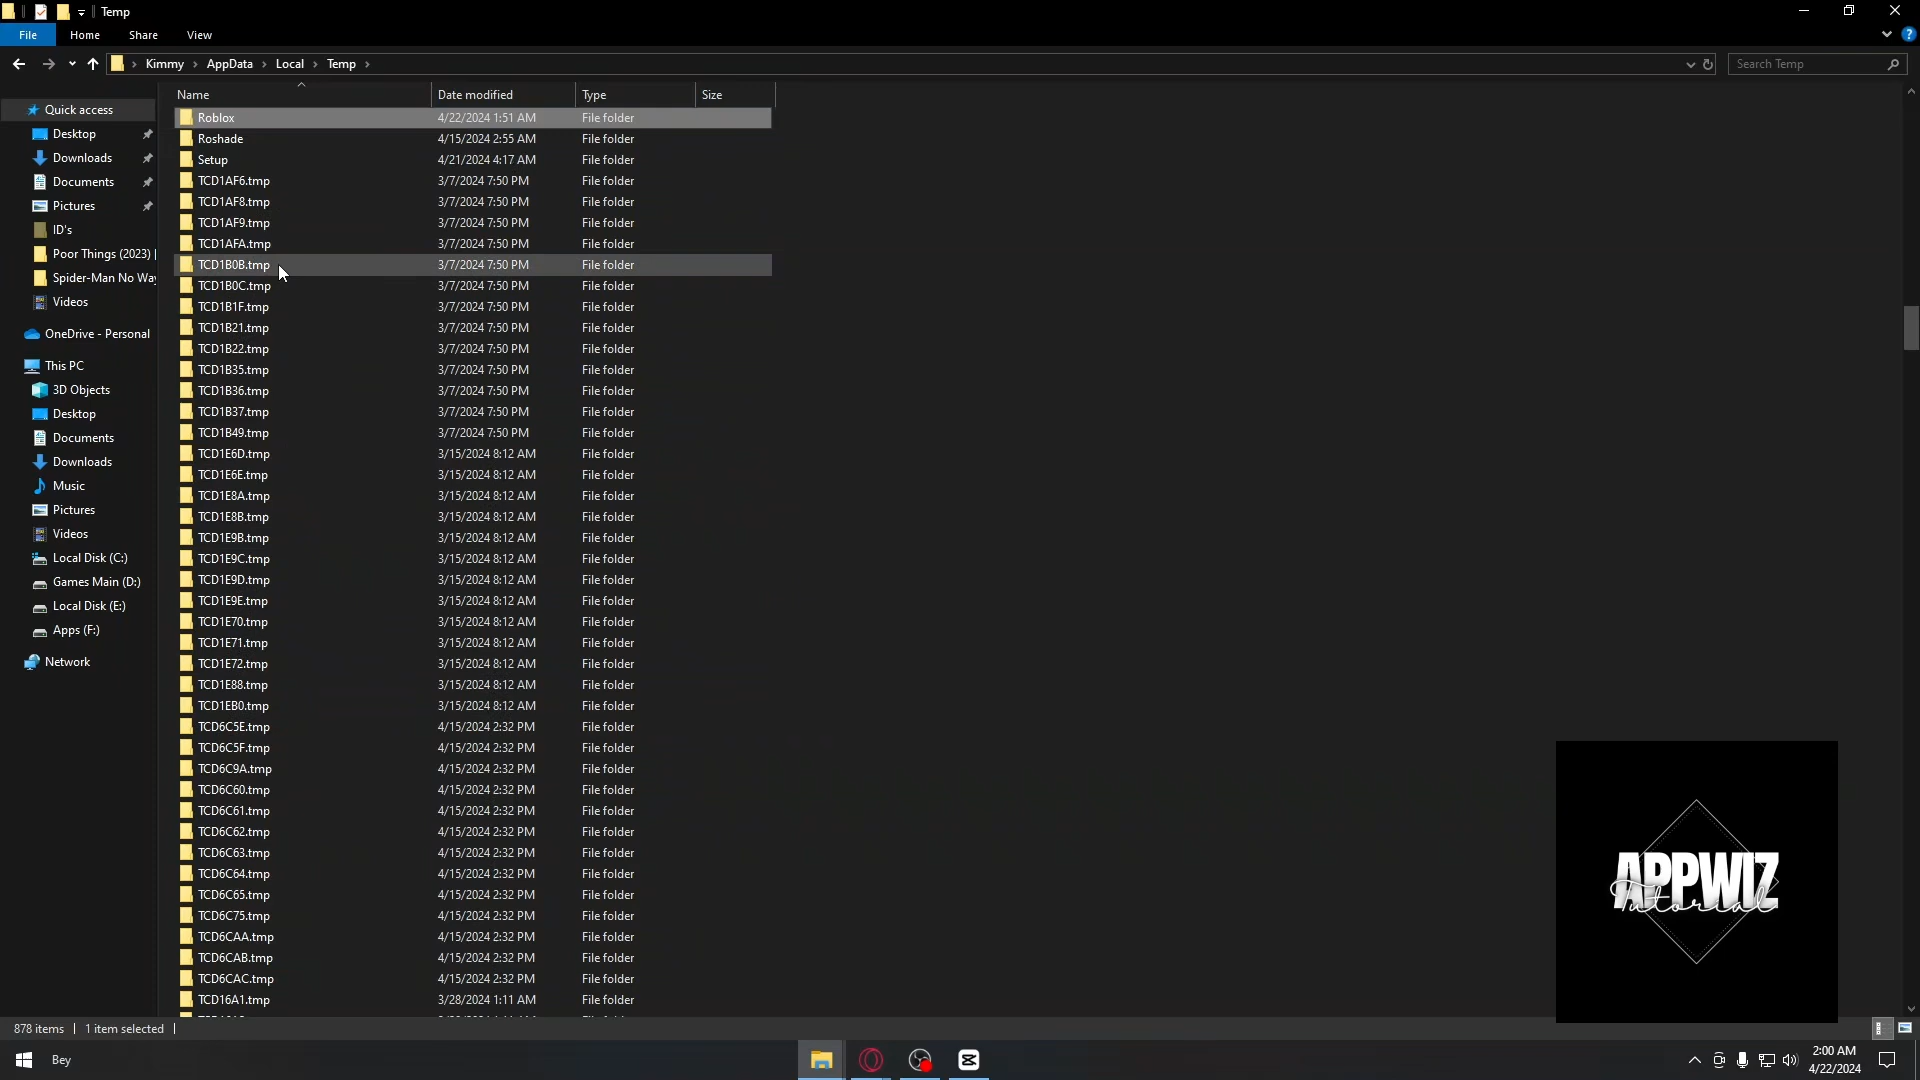 Temp
File Home Share View
Kimmy AppData Local Temp
Search Temp
Name Date modified Type Size
Quick access
Desktop
Downloads
Documents
Pictures
ID's
Poor Things (2023)
Spider-Man No Way
Videos
OneDrive - Personal
This PC
3D Objects
Desktop
Documents
Downloads
Music
Pictures
Videos
Local Disk (C:)
Games Main (D:)
Local Disk (E:)
Apps (F:)
Network
Roblox 4/22/2024 1:51 AM File folder
Roshade 4/15/2024 2:55 AM File folder
Setup 4/21/2024 4:17 AM File folder
TCD1AF6.tmp 3/7/2024 7:50 PM File folder
TCD1AF8.tmp 3/7/2024 7:50 PM File folder
TCD1AF9.tmp 3/7/2024 7:50 PM File folder
TCD1AFA.tmp 3/7/2024 7:50 PM File folder
TCD1B0B.tmp 3/7/2024 7:50 PM File folder
TCD1B0C.tmp 3/7/2024 7:50 PM File folder
TCD1B1F.tmp 3/7/2024 7:50 PM File folder
TCD1B21.tmp 3/7/2024 7:50 PM File folder
TCD1B22.tmp 3/7/2024 7:50 PM File folder
TCD1B35.tmp 3/7/2024 7:50 PM File folder
TCD1B36.tmp 3/7/2024 7:50 PM File folder
TCD1B37.tmp 3/7/2024 7:50 PM File folder
TCD1B49.tmp 3/7/2024 7:50 PM File folder
TCD1E6D.tmp 3/15/2024 8:12 AM File folder
TCD1E6E.tmp 3/15/2024 8:12 AM File folder
TCD1E8A.tmp 3/15/2024 8:12 AM File folder
TCD1E8B.tmp 3/15/2024 8:12 AM File folder
TCD1E9B.tmp 3/15/2024 8:12 AM File folder
TCD1E9C.tmp 3/15/2024 8:12 AM File folder
TCD1E9D.tmp 3/15/2024 8:12 AM File folder
TCD1E9E.tmp 3/15/2024 8:12 AM File folder
TCD1E70.tmp 3/15/2024 8:12 AM File folder
TCD1E71.tmp 3/15/2024 8:12 AM File folder
TCD1E72.tmp 3/15/2024 8:12 AM File folder
TCD1E88.tmp 3/15/2024 8:12 AM File folder
TCD1EB0.tmp 3/15/2024 8:12 AM File folder
TCD6C5E.tmp 4/15/2024 2:32 PM File folder
TCD6C5F.tmp 4/15/2024 2:32 PM File folder
TCD6C9A.tmp 4/15/2024 2:32 PM File folder
TCD6C60.tmp 4/15/2024 2:32 PM File folder
TCD6C61.tmp 4/15/2024 2:32 PM File folder
TCD6C62.tmp 4/15/2024 2:32 PM File folder
TCD6C63.tmp 4/15/2024 2:32 PM File folder
TCD6C64.tmp 4/15/2024 2:32 PM File folder
TCD6C65.tmp 4/15/2024 2:32 PM File folder
TCD6C75.tmp 4/15/2024 2:32 PM File folder
TCD6CAA.tmp 4/15/2024 2:32 PM File folder
TCD6CAB.tmp 4/15/2024 2:32 PM File folder
TCD6CAC.tmp 4/15/2024 2:32 PM File folder
TCD16A1.tmp 3/28/2024 1:11 AM File folder
APPWIZ
Tutorial
878 items 1 item selected
Bey
2:00 AM
4/22/2024